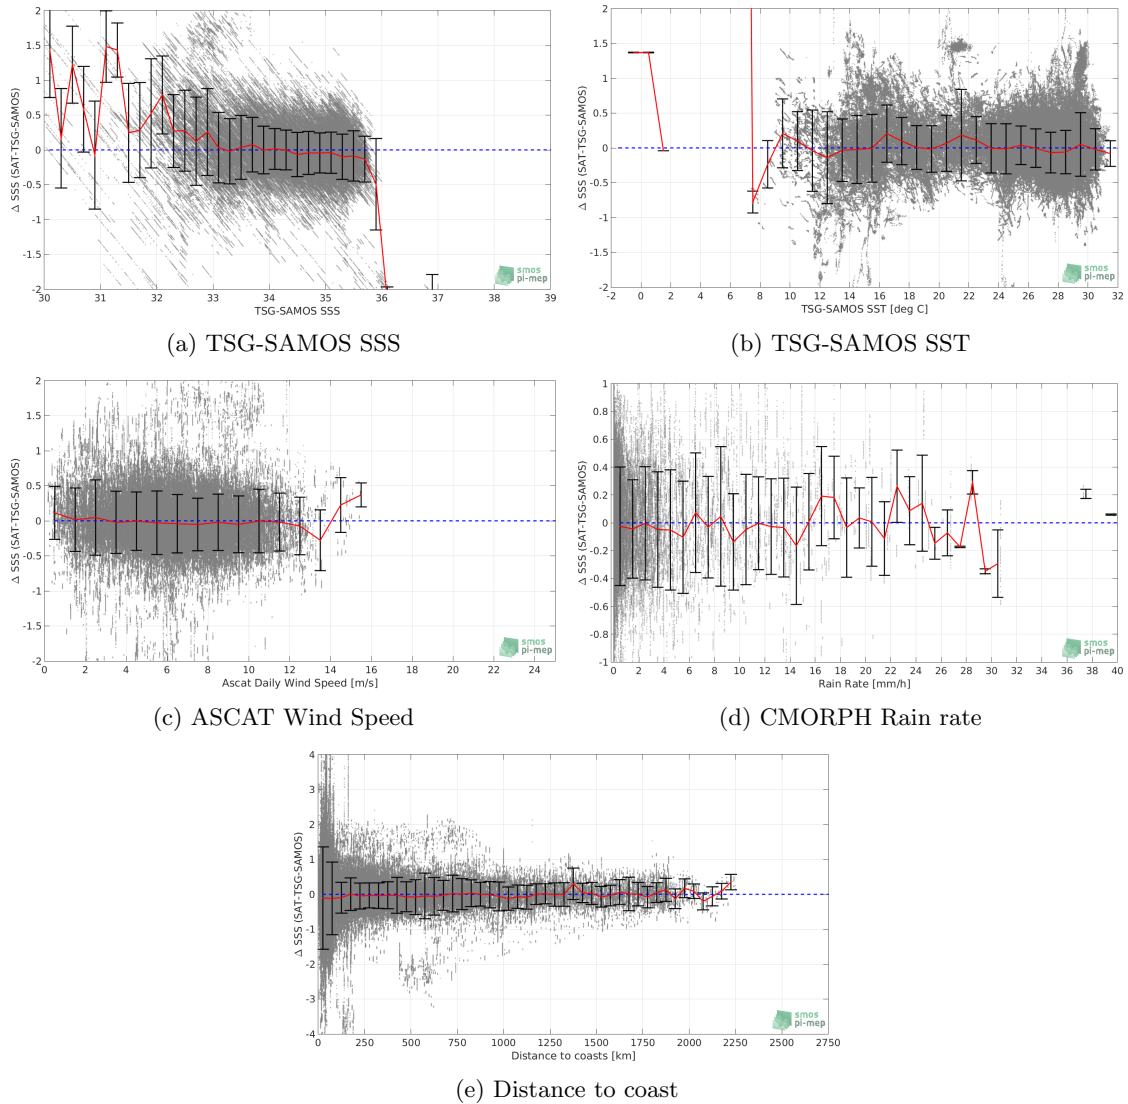 2
1.5
1
0.5
0
-0.5
-1
-1.5
-2
Δ SSS (SAT-TSG-SAMOS)
30 31 32 33 34 35 36 37 38 39
TSG-SAMOS SSS
smos
pi-mep
(a) TSG-SAMOS SSS
2
1.5
1
0.5
0
-0.5
-1
-1.5
-2
Δ SSS (SAT-TSG-SAMOS)
-2 0 2 4 6 8 10 12 14 16 18 20 22 24 26 28 30 32
TSG-SAMOS SST [deg C]
smos
pi-mep
(b) TSG-SAMOS SST
2
1.5
1
0.5
0
-0.5
-1
-1.5
-2
Δ SSS (SAT-TSG-SAMOS)
0 2 4 6 8 10 12 14 16 18 20 22 24
Ascat Daily Wind Speed [m/s]
smos
pi-mep
(c) ASCAT Wind Speed
1
0.8
0.6
0.4
0.2
0
-0.2
-0.4
-0.6
-0.8
-1
Δ SSS (SAT-TSG-SAMOS)
0 2 4 6 8 10 12 14 16 18 20 22 24 26 28 30 32 34 36 38 40
Rain Rate [mm/h]
smos
pi-mep
(d) CMORPH Rain rate
4
3
2
1
0
-1
-2
-3
-4
Δ SSS (SAT-TSG-SAMOS)
0 250 500 750 1000 1250 1500 1750 2000 2250 2500 2750
Distance to coasts [km]
smos
pi-mep
(e) Distance to coast